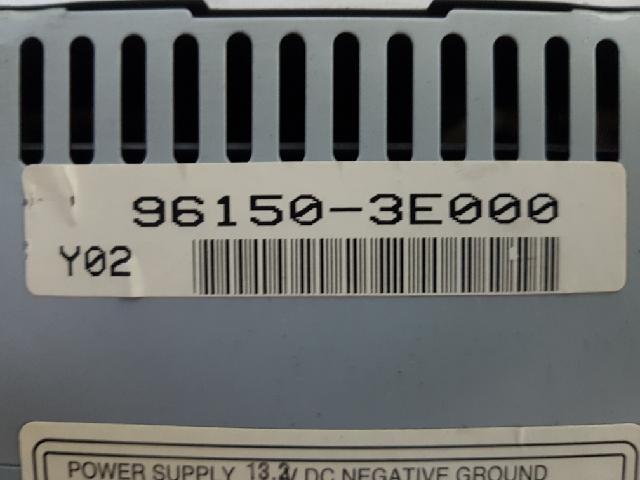 96150-3E000
Y02
POWER SUPPLY 13.2V DC NEGATIVE GROUND